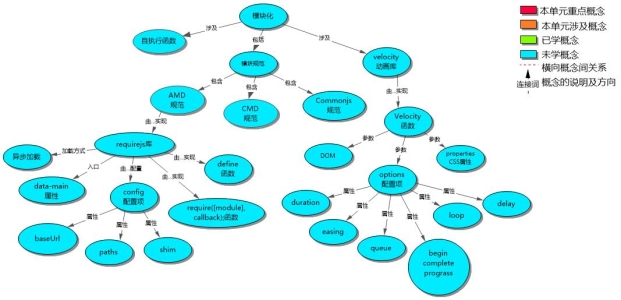 模块化
本单元重点概念
本单元涉及概念
已学概念
未学概念
横向概念间关系
连接词
概念的说明及方向
涉及
包括
涉及
自执行函数
模块规范
velocity
动画库
包含
包含
包含
由...实现
AMD
规范
CMD
规范
Commonjs
规范
Velocity
函数
由...实现
参数
参数
参数
加载方式
requirejs库
异步加载
入口
由...配置
由...实现
由...实现
define
函数
DOM
properties
CSS属性
data-main
属性
config
配置项
require([module],
callback);函数
options
配置项
属性
属性
属性
属性
属性
属性
duration
easing
queue
begin
complete
prograss
loop
delay
属性
属性
属性
baseUrl
paths
shim